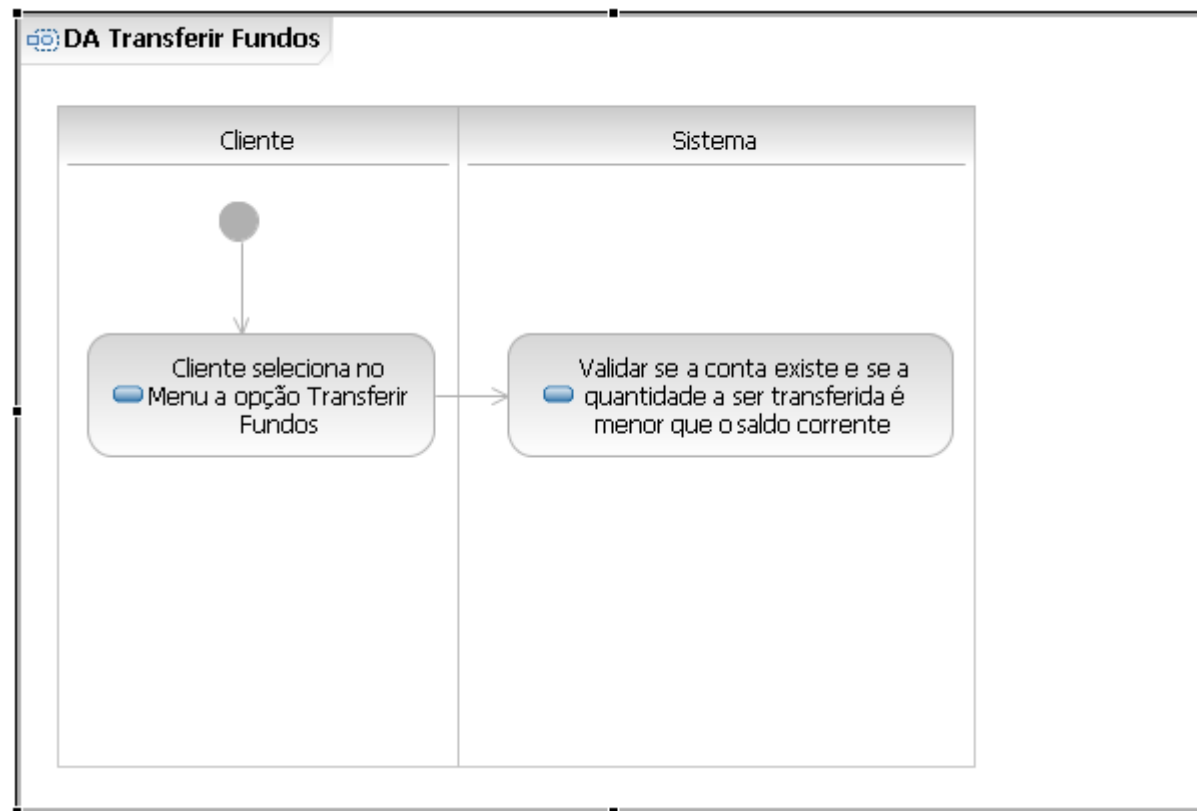 DA Transferir Fundos
Cliente
Sistema
Cliente seleciona no
Menu a opção Transferir
Fundos
Validar se a conta existe e se a
quantidade a ser transferida é
menor que o saldo corrente